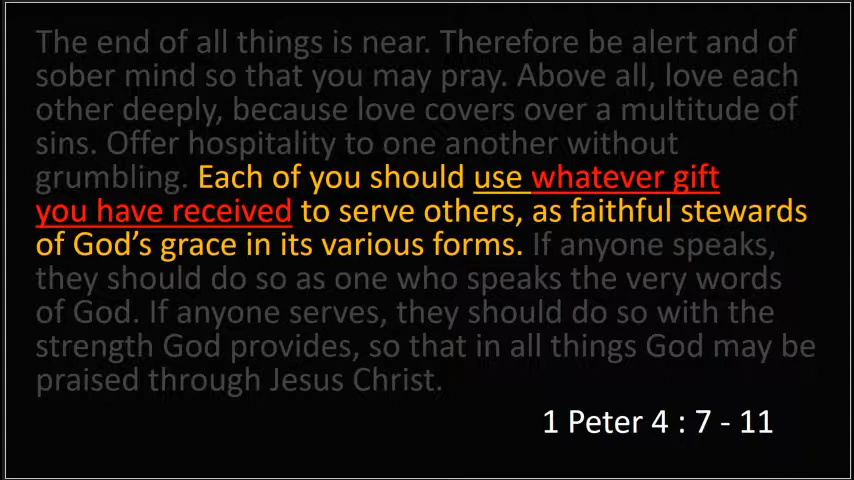 The end of all things is near. Therefore be alert and of
sober mind so that you may pray. Above all, love each
other deeply, because love covers over a multitude of
sins. Offer hospitality to one another without
grumbling. Each of you should use whatever gift
you have received to serve others, as faithful stewards
of God’s grace in its various forms. If anyone speaks,
they should do so as one who speaks the very words
of God. If anyone serves, they should do so with the
strength God provides, so that in all things God may be
praised through Jesus Christ.
1 Peter 4 : 7 - 11